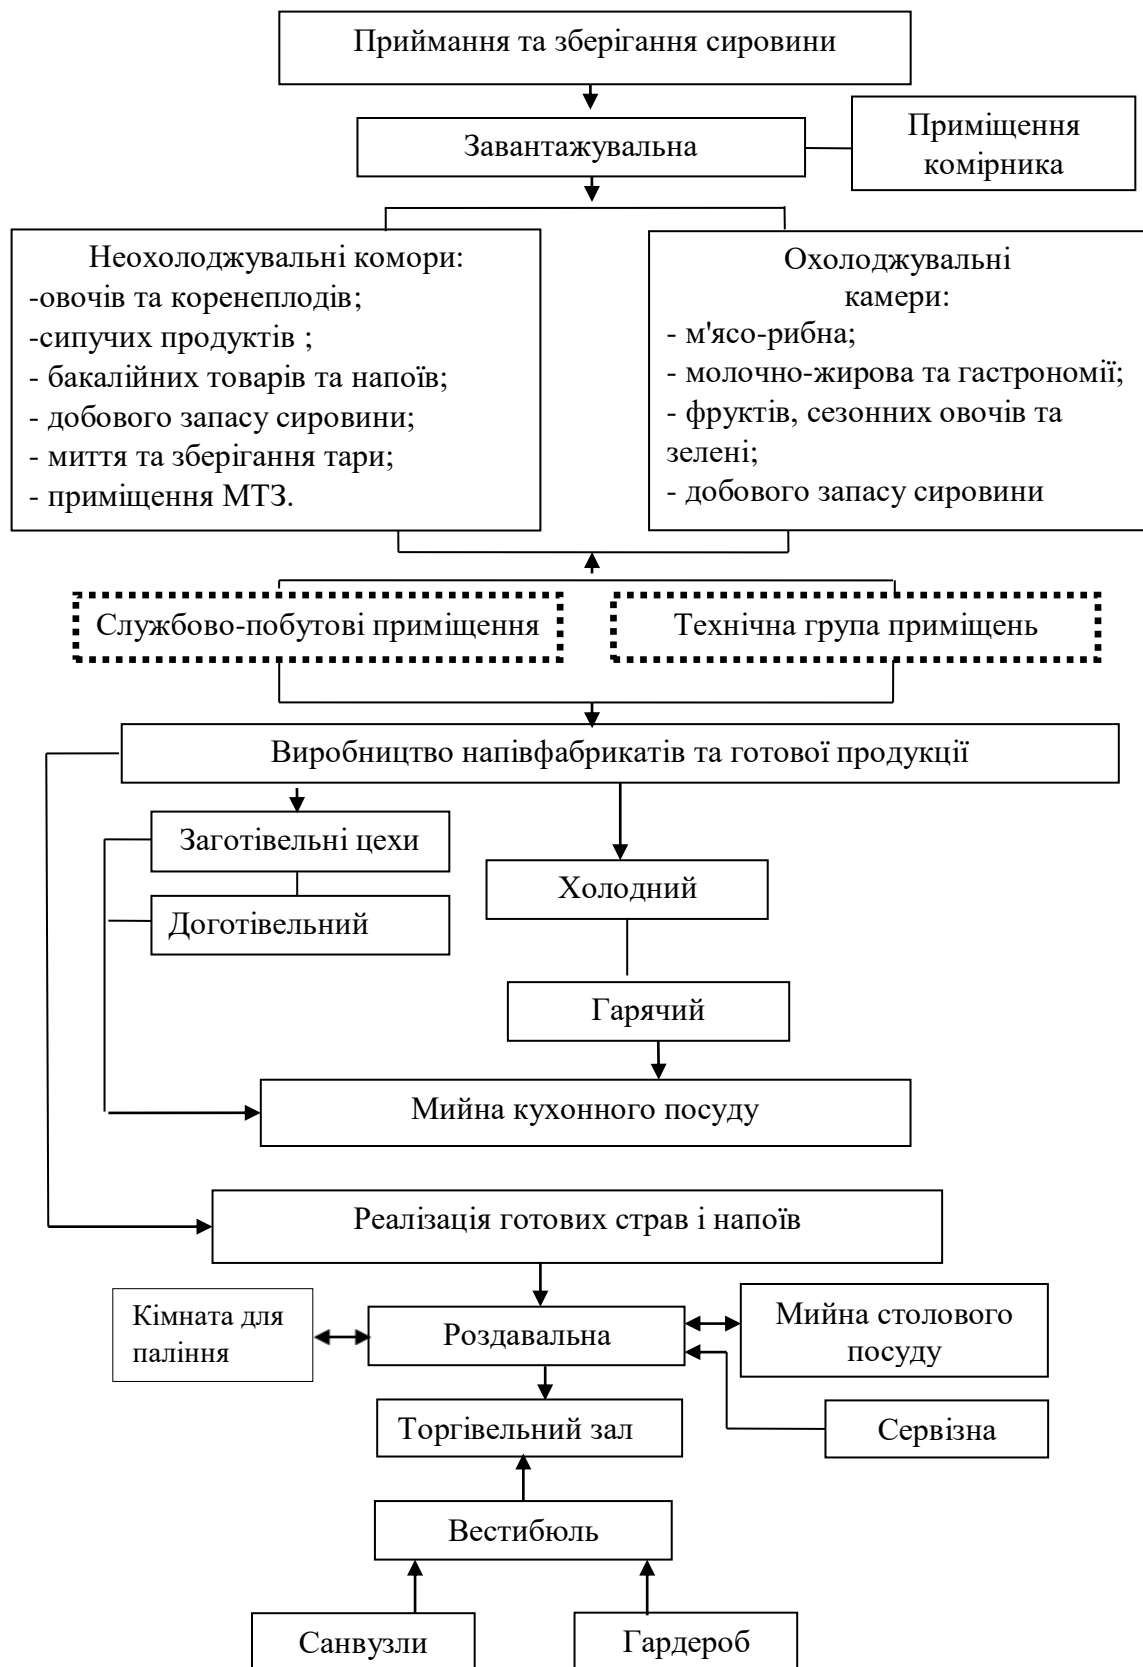 Приймання та зберігання сировини
Завантажувальна
Приміщення
комірника
Неохолоджувальні комори:
-овочів та коренеплодів;
-сипучих продуктів ;
- бакалійних товарів та напоїв;
- добового запасу сировини;
- миття та зберігання тари;
- приміщення МТЗ.
Охолоджувальні
камери:
- м'ясо-рибна;
- молочно-жирова та гастрономії;
- фруктів, сезонних овочів та
зелені;
- добового запасу сировини
Службово-побутові приміщення
Технічна група приміщень
Виробництво напівфабрикатів та готової продукції
Заготівельні цехи
Холодний
Доготівельний
Гарячий
Мийна кухонного посуду
Реалізація готових страв і напоїв
Кімната для
паління
Роздавальна
Мийна столового
посуду
Торгівельний зал
Сервізна
Вестибюль
Санвузли
Гардероб